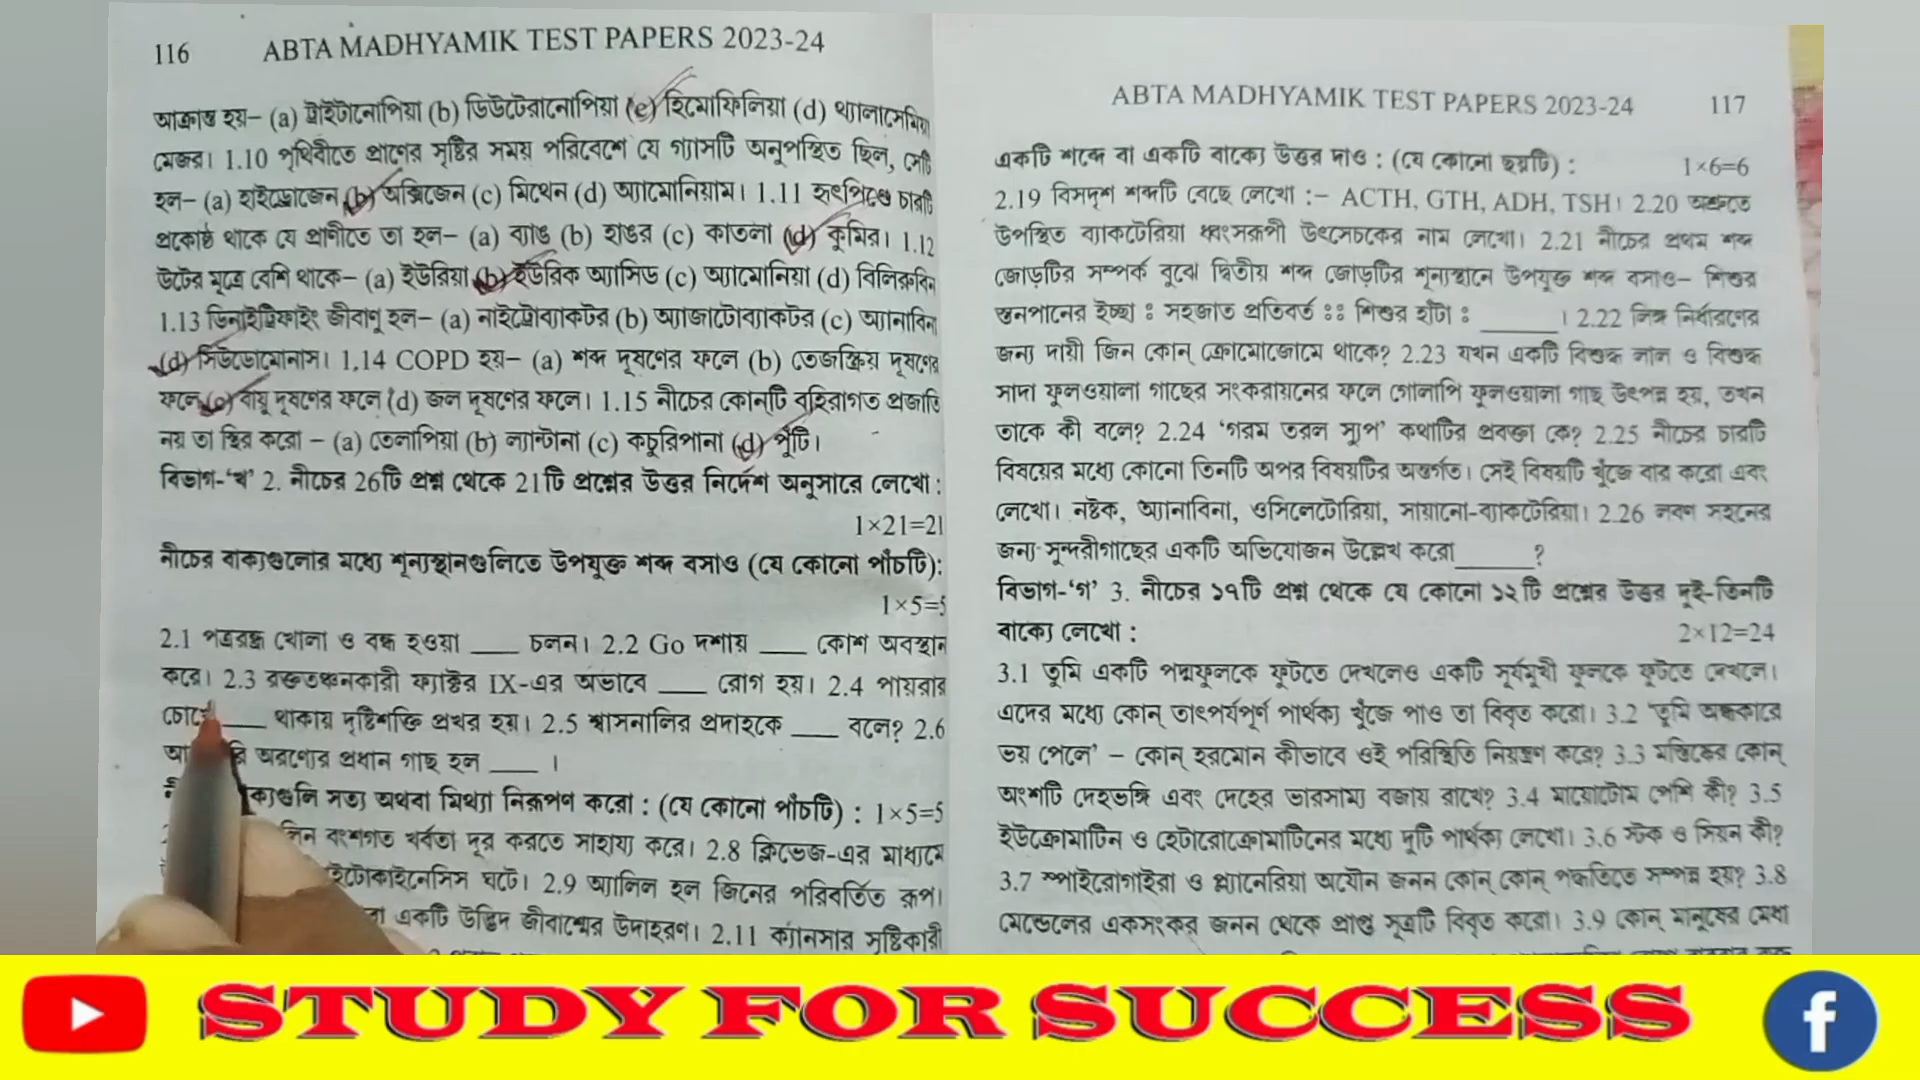 116 ABTA MADHYAMIK TEST PAPERS 2023-24
আক্রান্ত হয়– (a) ট্রাইটানোপিয়া (b) ডিউটেরানোপিয়া (c) হিমোফিলিয়া (d) থ্যালাসেমিয়া
মেজর। 1.10 পৃথিবীতে প্রাণের সৃষ্টির সময় পরিবেশে যে গ্যাসটি অনুপস্থিত ছিল, সেটি
হল– (a) হাইড্রোজেন (b) অক্সিজেন (c) মিথেন (d) অ্যামোনিয়াম। 1.11 হৃৎপিণ্ডে চারটি
প্রকোষ্ঠ থাকে যে প্রাণীতে তা হল– (a) ব্যাঙ (b) হাঙর (c) কাতলা (d) কুমির। 1.12
উটের মূত্রে বেশি থাকে– (a) ইউরিয়া (b) ইউরিক অ্যাসিড (c) অ্যামোনিয়া (d) বিলিরুবিন
1.13 ডিনাইট্রিফাইং জীবাণু হল– (a) নাইট্রোব্যাকটর (b) অ্যাজাটোব্যাকটর (c) অ্যানাবিনা
(d) সিউডোমোনাস। 1.14 COPD হয়– (a) শব্দ দূষণের ফলে (b) তেজস্ক্রিয় দূষণের
ফলে (c) বায়ু দূষণের ফলে (d) জল দূষণের ফলে। 1.15 নীচের কোন্‌টি বহিরাগত প্রজাতি
নয় তা স্থির করো – (a) তেলাপিয়া (b) ল্যান্টানা (c) কচুরিপানা (d) পুঁটি।
বিভাগ-‘খ’ 2. নীচের 26টি প্রশ্ন থেকে 21টি প্রশ্নের উত্তর নির্দেশ অনুসারে লেখো :
1×21=21
নীচের বাক্যগুলোর মধ্যে শূন্যস্থানগুলিতে উপযুক্ত শব্দ বসাও (যে কোনো পাঁচটি):
1×5=5
2.1 পত্ররন্ধ্র খোলা ও বন্ধ হওয়া ____ চলন। 2.2 Go দশায় ____ কোশ অবস্থান
করে। 2.3 রক্ততঞ্চনকারী ফ্যাক্টর IX-এর অভাবে ____ রোগ হয়। 2.4 পায়রার
চোখে ____ থাকায় দৃষ্টিশক্তি প্রখর হয়। 2.5 শ্বাসনালির প্রদাহকে ____ বলে? 2.6
অরণ্যের প্রধান গাছ হল ____ ।
সত্য অথবা মিথ্যা নিরূপণ করো : (যে কোনো পাঁচটি) : 1×5=5
বংশগত খর্বতা দূর করতে সাহায্য করে। 2.8 ক্লিভেজ-এর মাধ্যমে
ঘটে। 2.9 অ্যালিল হল জিনের পরিবর্তিত রূপ।
একটি উদ্ভিদ জীবাশ্মের উদাহরণ। 2.11 ক্যানসার সৃষ্টিকারী
ABTA MADHYAMIK TEST PAPERS 2023-24 117
একটি শব্দে বা একটি বাক্যে উত্তর দাও : (যে কোনো ছয়টি) : 1×6=6
2.19 বিসদৃশ শব্দটি বেছে লেখো :– ACTH, GTH, ADH, TSH। 2.20 অশ্রুতে
উপস্থিত ব্যাকটেরিয়া ধ্বংসরূপী উৎসেচকের নাম লেখো। 2.21 নীচের প্রথম শব্দ
জোড়টির সম্পর্ক বুঝে দ্বিতীয় শব্দ জোড়টির শূন্যস্থানে উপযুক্ত শব্দ বসাও– শিশুর
স্তনপানের ইচ্ছা : সহজাত প্রতিবর্ত :: শিশুর হাঁটা : ______। 2.22 লিঙ্গ নির্ধারণের
জন্য দায়ী জিন কোন্ ক্রোমোজোমে থাকে? 2.23 যখন একটি বিশুদ্ধ লাল ও বিশুদ্ধ
সাদা ফুলওয়ালা গাছের সংকরায়নের ফলে গোলাপি ফুলওয়ালা গাছ উৎপন্ন হয়, তখন
তাকে কী বলে? 2.24 ‘গরম তরল স্যুপ’ কথাটির প্রবক্তা কে? 2.25 নীচের চারটি
বিষয়ের মধ্যে কোনো তিনটি অপর বিষয়টির অন্তর্গত। সেই বিষয়টি খুঁজে বার করো এবং
লেখো। নষ্টক, অ্যানাবিনা, ওসিলেটোরিয়া, সায়ানো-ব্যাকটেরিয়া। 2.26 লবণ সহনের
জন্য সুন্দরীগাছের একটি অভিযোজন উল্লেখ করো______?
বিভাগ-‘গ’ 3. নীচের ১৭টি প্রশ্ন থেকে যে কোনো ১২টি প্রশ্নের উত্তর দুই-তিনটি
বাক্যে লেখো : 2×12=24
3.1 তুমি একটি পদ্মফুলকে ফুটতে দেখলেও একটি সূর্যমুখী ফুলকে ফুটতে দেখলে।
এদের মধ্যে কোন্ তাৎপর্যপূর্ণ পার্থক্য খুঁজে পাও তা বিবৃত করো। 3.2 ‘তুমি অন্ধকারে
ভয় পেলে’ – কোন্ হরমোন কীভাবে ওই পরিস্থিতি নিয়ন্ত্রণ করে? 3.3 মস্তিষ্কের কোন্
অংশটি দেহভঙ্গি এবং দেহের ভারসাম্য বজায় রাখে? 3.4 মায়োটোম পেশি কী? 3.5
ইউক্রোমাটিন ও হেটারোক্রোমাটিনের মধ্যে দুটি পার্থক্য লেখো। 3.6 স্টক ও সিয়ন কী?
3.7 স্পাইরোগাইরা ও প্ল্যানেরিয়া অযৌন জনন কোন্ কোন্ পদ্ধতিতে সম্পন্ন হয়? 3.8
মেন্ডেলের একসংকর জনন থেকে প্রাপ্ত সূত্রটি বিবৃত করো। 3.9 কোন্ মানুষের মেধা
STUDY FOR SUCCESS
f